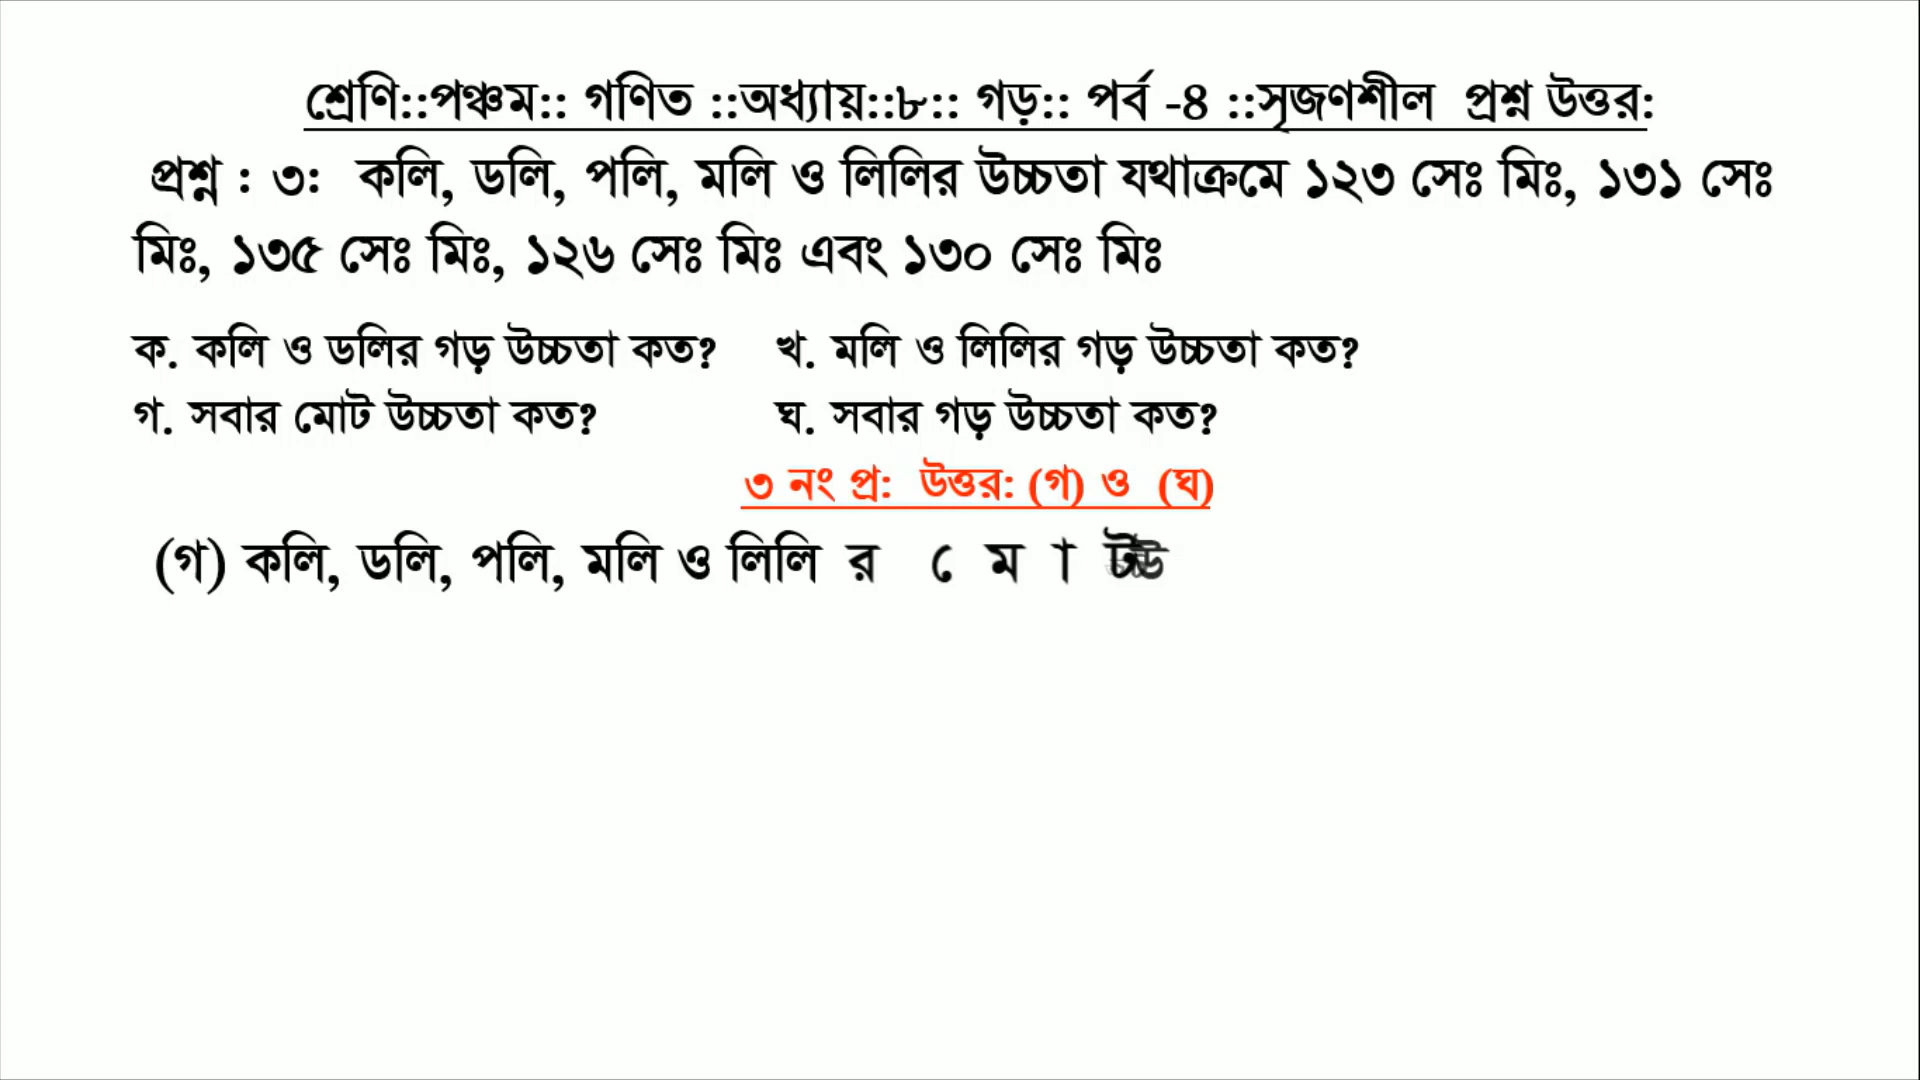 শ্রেণি::পঞ্চম:: গণিত ::অধ্যায়::৮:: গড়:: পর্ব -8 ::সৃজণশীল প্রশ্ন উত্তর:
প্রশ্ন : ৩: কলি, ডলি, পলি, মলি ও লিলির উচ্চতা যথাক্রমে ১২৩ সেঃ মিঃ, ১৩১ সেঃ
মিঃ, ১৩৫ সেঃ মিঃ, ১২৬ সেঃ মিঃ এবং ১৩০ সেঃ মিঃ
ক. কলি ও ডলির গড় উচ্চতা কত? খ. মলি ও লিলির গড় উচ্চতা কত?
গ. সবার মোট উচ্চতা কত? ঘ. সবার গড় উচ্চতা কত?
৩ নং প্র: উত্তর: (গ) ও (ঘ)
(গ) কলি, ডলি, পলি, মলি ও লিলি র মোট